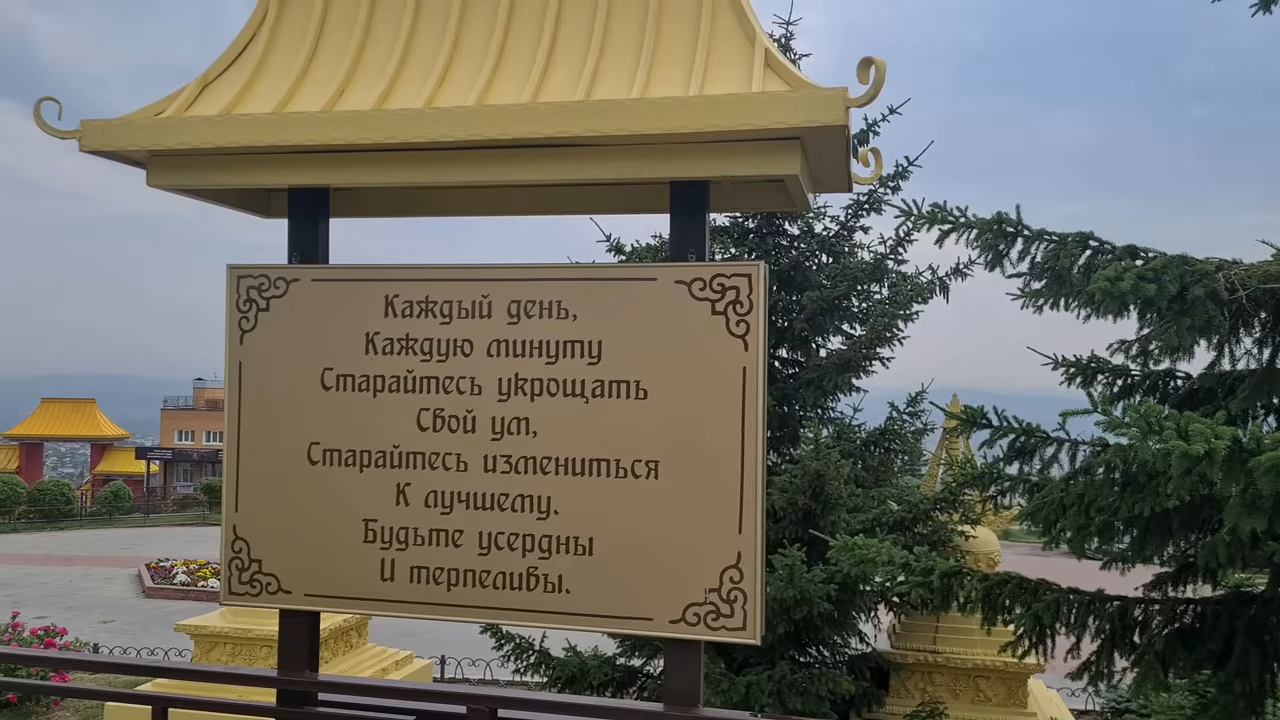 Каждый день,
Каждую минуту
Старайтесь укрощать
Свой ум,
Старайтесь измениться
К лучшему.
Будьте усердны
И терпеливы.